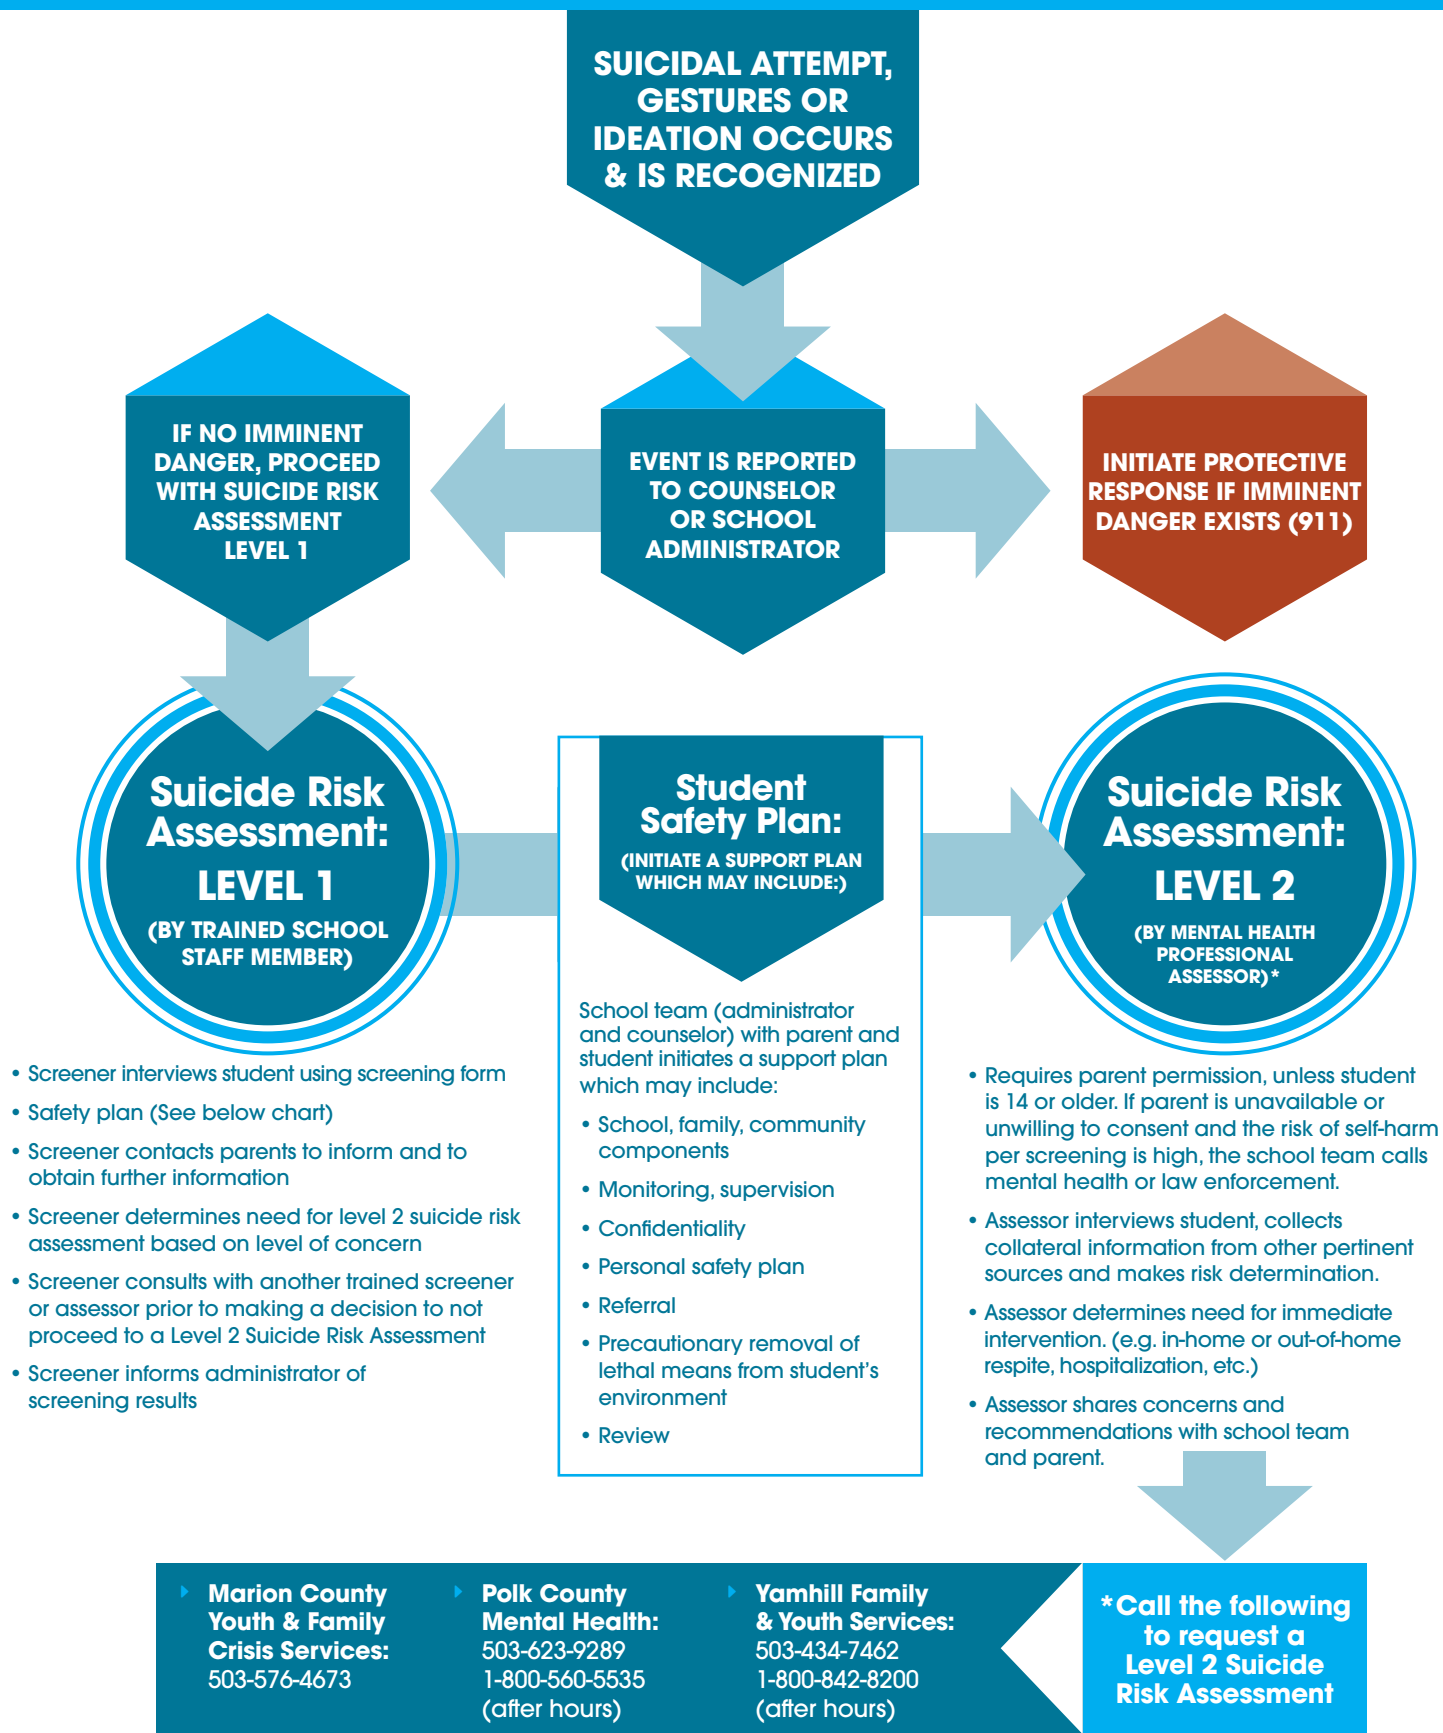 SUICIDAL ATTEMPT,
GESTURES OR
IDEATION OCCURS
& IS RECOGNIZED
IF NO IMMINENT
DANGER, PROCEED
WITH SUICIDE RISK
ASSESSMENT
LEVEL 1
EVENT IS REPORTED
TO COUNSELOR
OR SCHOOL
ADMINISTRATOR
INITIATE PROTECTIVE
RESPONSE IF IMMINENT
DANGER EXISTS (911)
Suicide Risk
Assessment:
LEVEL 1
(BY TRAINED SCHOOL
STAFF MEMBER)
• Screener interviews student using screening form
• Safety plan (See below chart)
• Screener contacts parents to inform and to
obtain further information
• Screener determines need for level 2 suicide risk
assessment based on level of concern
• Screener consults with another trained screener
or assessor prior to making a decision to not
proceed to a Level 2 Suicide Risk Assessment
• Screener informs administrator of
screening results
Student
Safety Plan:
(INITIATE A SUPPORT PLAN
WHICH MAY INCLUDE:)
School team (administrator
and counselor) with parent and
student initiates a support plan
which may include:
• School, family, community
components
• Monitoring, supervision
• Confidentiality
• Personal safety plan
• Referral
• Precautionary removal of
lethal means from student's
environment
• Review
Suicide Risk
Assessment:
LEVEL 2
(BY MENTAL HEALTH
PROFESSIONAL
ASSESSOR)*
• Requires parent permission, unless student
is 14 or older. If parent is unavailable or
unwilling to consent and the risk of self-harm
per screening is high, the school team calls
mental health or law enforcement.
• Assessor interviews student, collects
collateral information from other pertinent
sources and makes risk determination.
• Assessor determines need for immediate
intervention. (e.g. in-home or out-of-home
respite, hospitalization, etc.)
• Assessor shares concerns and
recommendations with school team
and parent.
*Call the following
to request a
Level 2 Suicide
Risk Assessment
Marion County
Youth & Family
Crisis Services:
503-576-4673
Polk County
Mental Health:
503-623-9289
1-800-560-5535
(after hours)
Yamhill Family
& Youth Services:
503-434-7462
1-800-842-8200
(after hours)